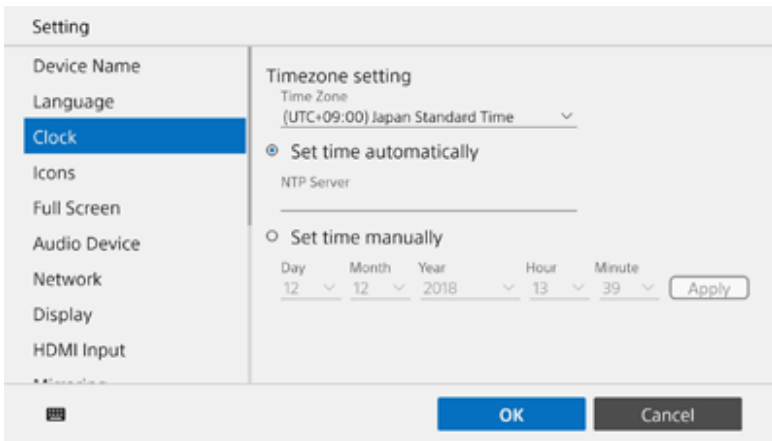 Setting
Device Name
Language
Clock
Icons
Full Screen
Audio Device
Network
Display
HDMI Input
Timezone setting
Time Zone
(UTC+09:00) Japan Standard Time
Set time automatically
NTP Server
Set time manually
Day Month Year Hour Minute
12 12 2018 13 39 Apply
OK Cancel